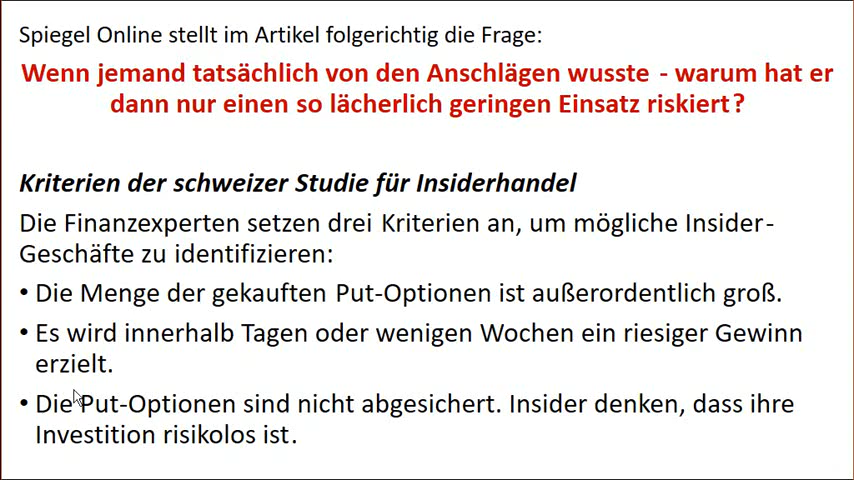 Spiegel Online stellt im Artikel folgerichtig die Frage:
Wenn jemand tatsächlich von den Anschlägen wusste - warum hat er
dann nur einen so lächerlich geringen Einsatz riskiert?
Kriterien der schweizer Studie für Insiderhandel
Die Finanzexperten setzen drei Kriterien an, um mögliche Insider-
Geschäfte zu identifizieren:
• Die Menge der gekauften Put-Optionen ist außerordentlich groß.
• Es wird innerhalb Tagen oder wenigen Wochen ein riesiger Gewinn
erzielt.
• Die Put-Optionen sind nicht abgesichert. Insider denken, dass ihre
Investition risikolos ist.